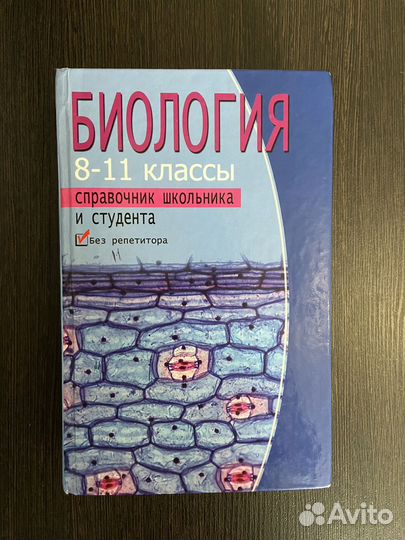 БИОЛОГИЯ
8-11 классы
справочник школьника
и студента
Без репетитора
Avito